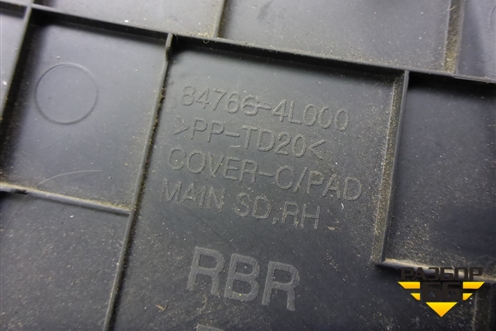 84766-4L000
>PP-TD20<
COVER-C/PAD
MAIN SD,RH
RBR
РАЗБОР